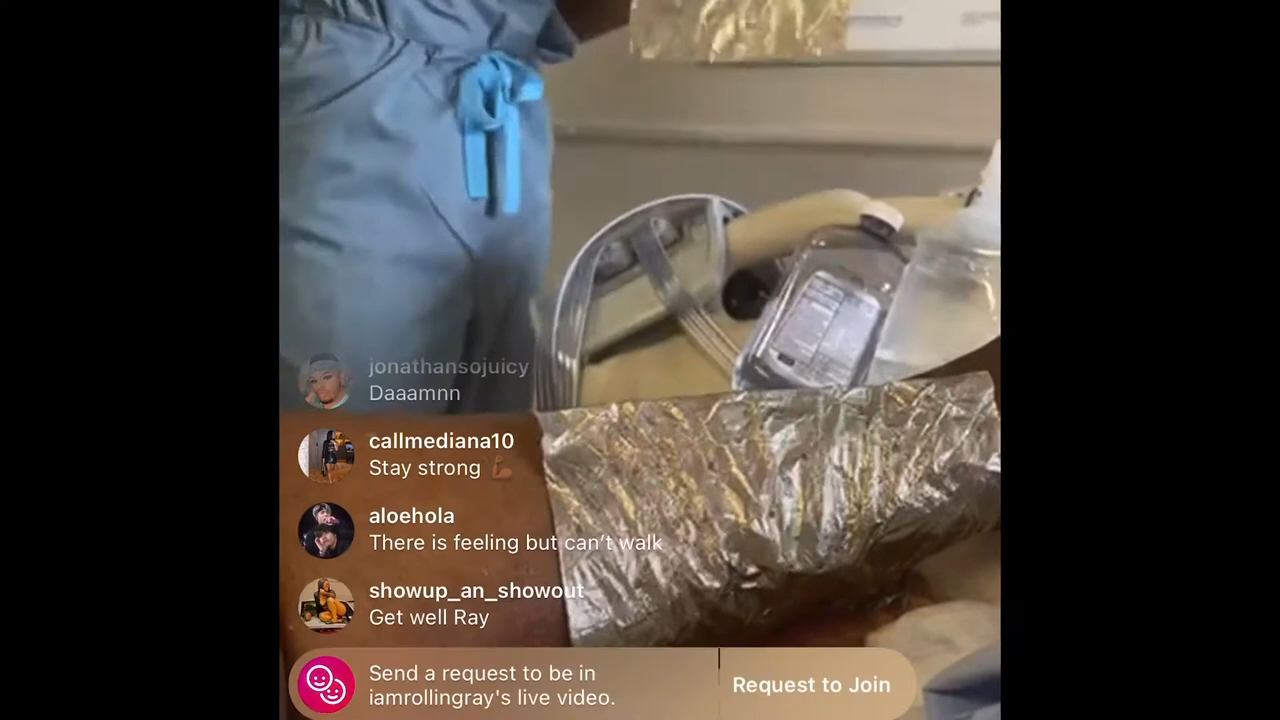 jonathansojuicy
Daaamnn
callmediana10
Stay strong 💪🏾
aloehola
There is feeling but can't walk
showup_an_showout
Get well Ray
Send a request to be in
iamrollingray's live video.
Request to Join